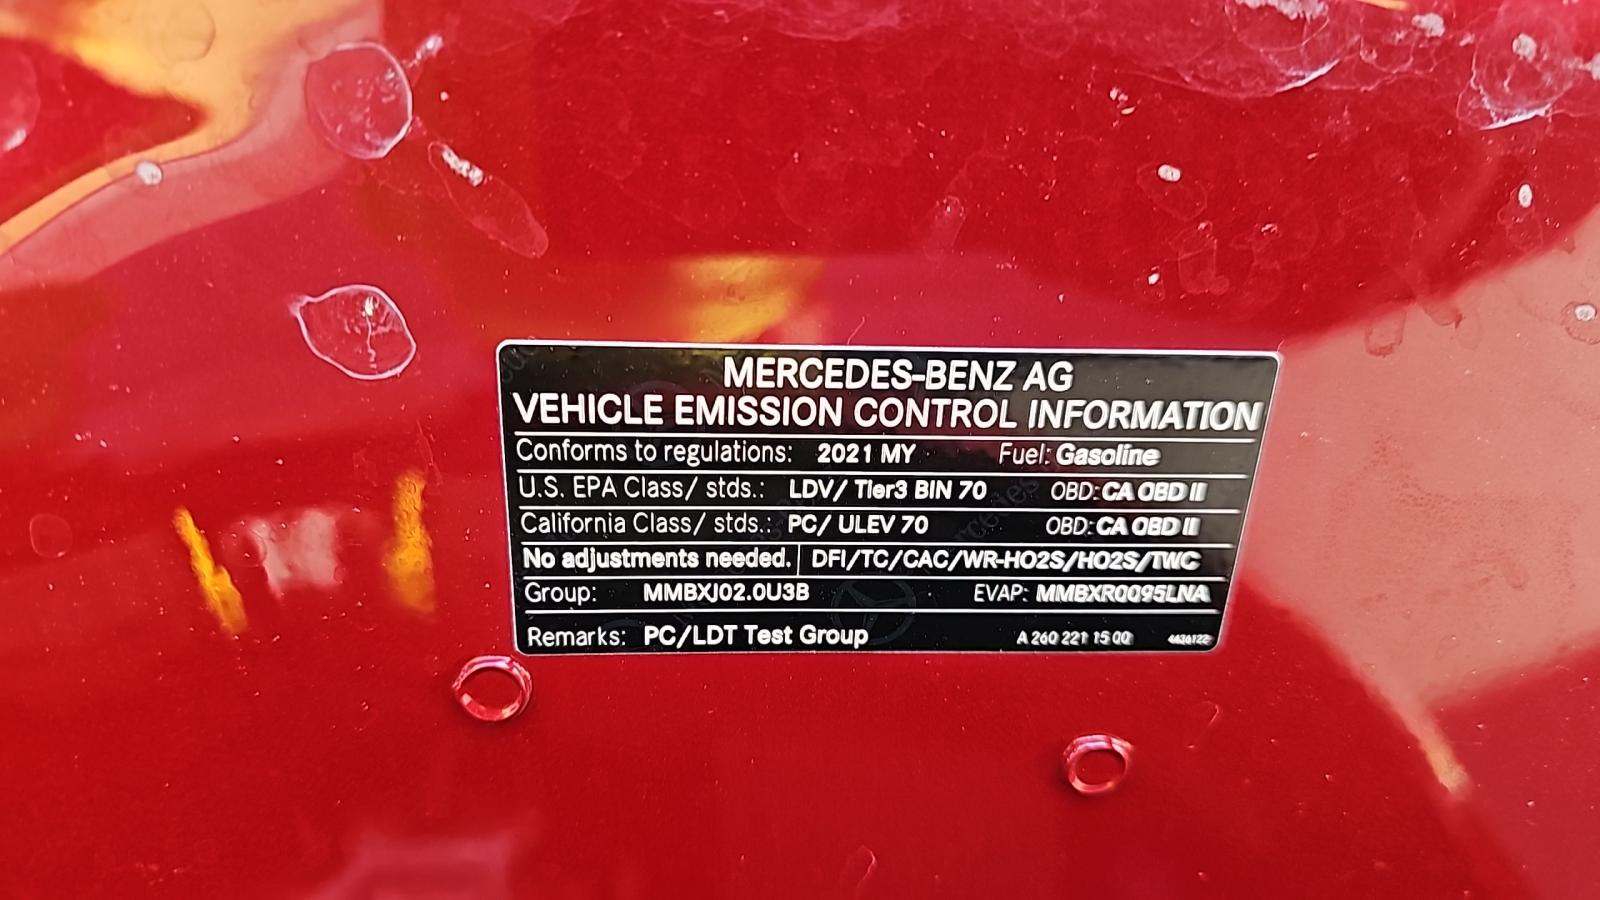 MERCEDES-BENZ AG
VEHICLE EMISSION CONTROL INFORMATION
Conforms to regulations: 2021 MY Fuel: Gasoline
U.S. EPA Class/ stds.: LDV/ Tier3 BIN 70 OBD: CA OBD II
California Class/ stds.: PC/ ULEV 70 OBD: CA OBD II
No adjustments needed. DFI/TC/CAC/WR-HO2S/HO2S/TWC
Group: MMBXJ02.0U3B EVAP: MMBXR0095LNA
Remarks: PC/LDT Test Group A 260 221 15 00